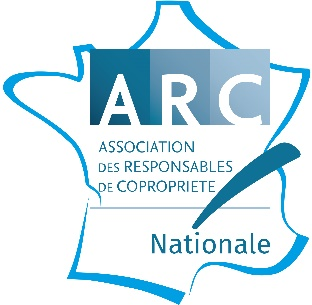 ARC
ASSOCIATION
DES RESPONSABLES
DE COPROPRIETE
Nationale